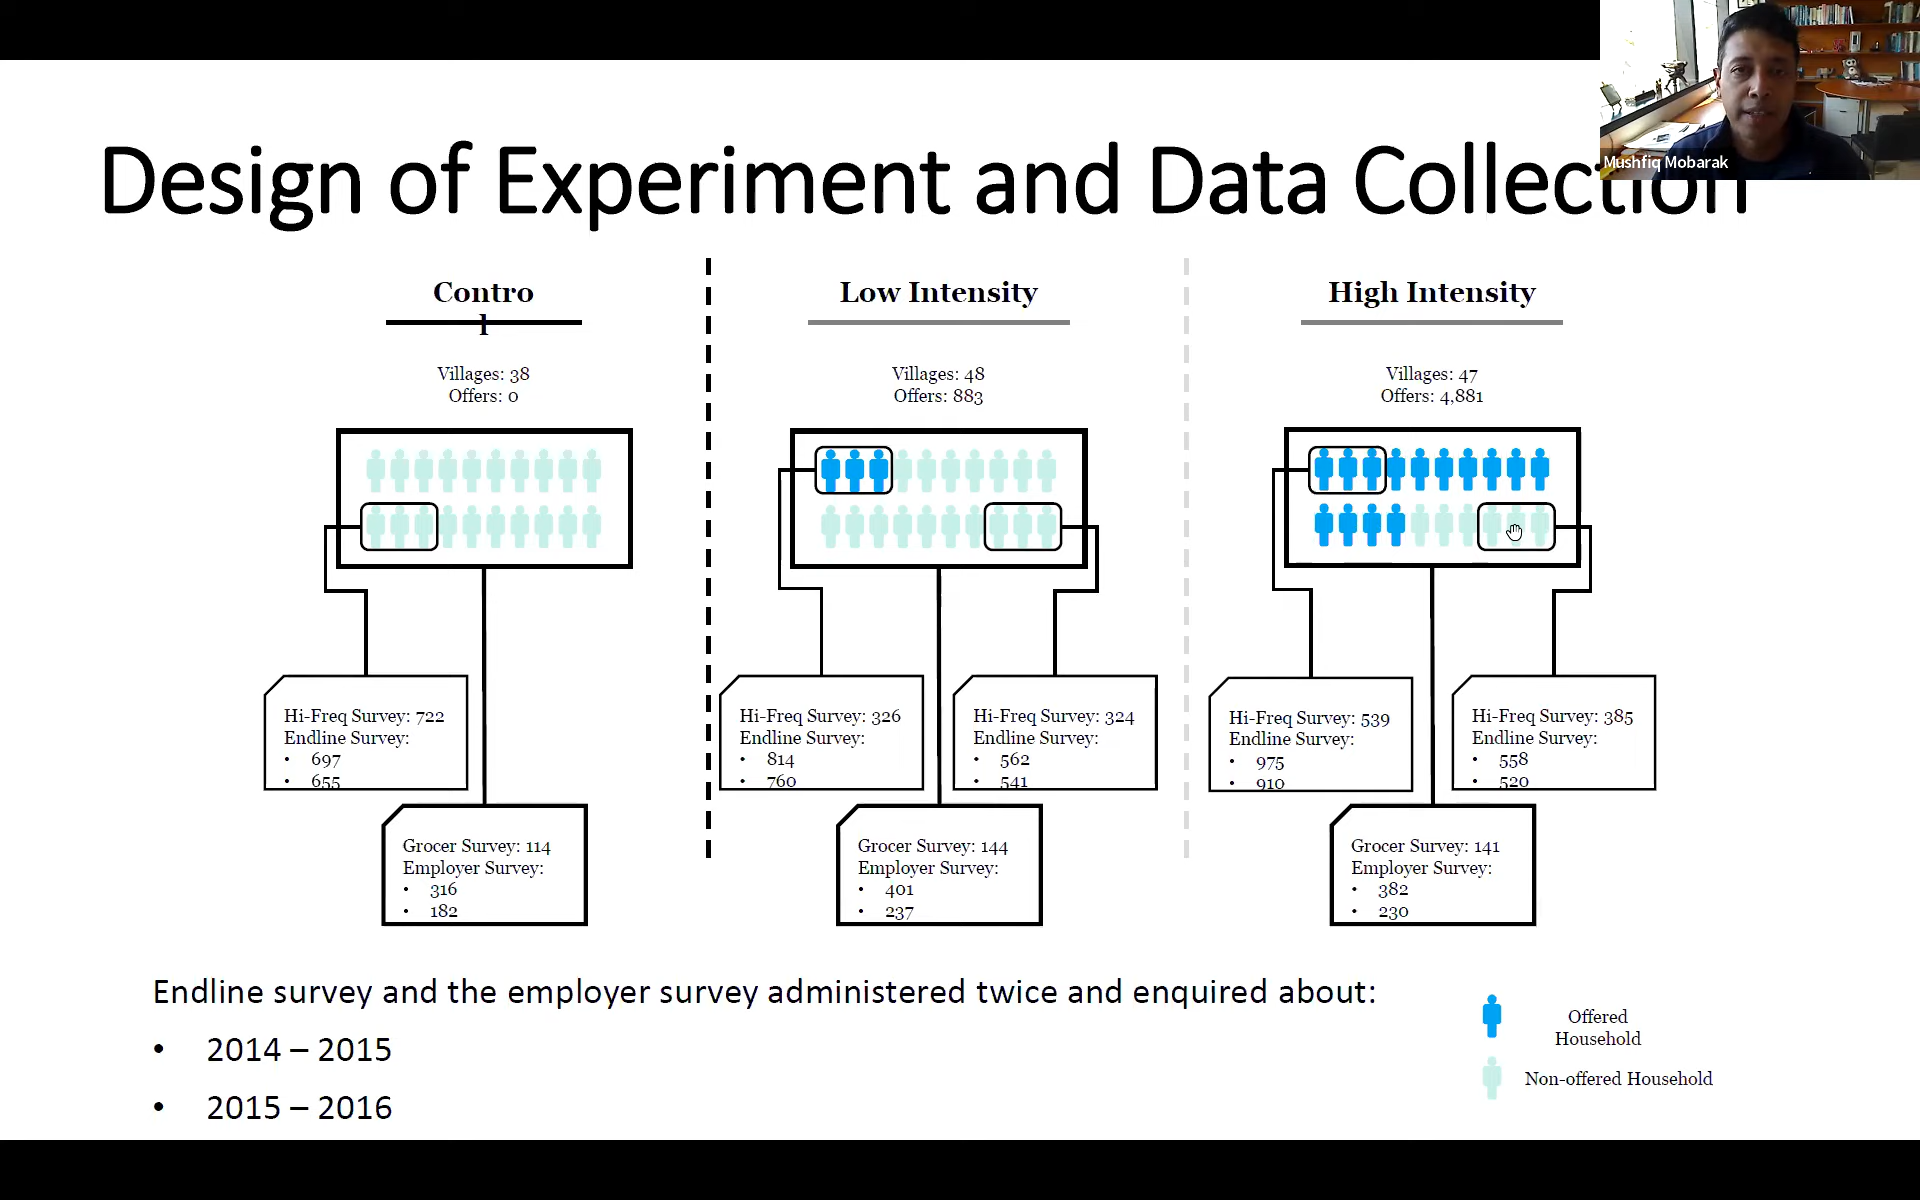 Mushfiq Mobarak
Design of Experiment and Data Collection
Contro
l
Villages: 38
Offers: 0
Hi-Freq Survey: 722
Endline Survey:
• 697
• 655
Grocer Survey: 114
Employer Survey:
• 316
• 182
Low Intensity
Villages: 48
Offers: 883
Hi-Freq Survey: 326
Endline Survey:
• 814
• 760
Hi-Freq Survey: 324
Endline Survey:
• 562
• 541
Grocer Survey: 144
Employer Survey:
• 401
• 237
High Intensity
Villages: 47
Offers: 4,881
Hi-Freq Survey: 539
Endline Survey:
• 975
• 910
Hi-Freq Survey: 385
Endline Survey:
• 558
• 520
Grocer Survey: 141
Employer Survey:
• 382
• 230
Endline survey and the employer survey administered twice and enquired about:
• 2014 – 2015
• 2015 – 2016
Offered
Household
Non-offered Household